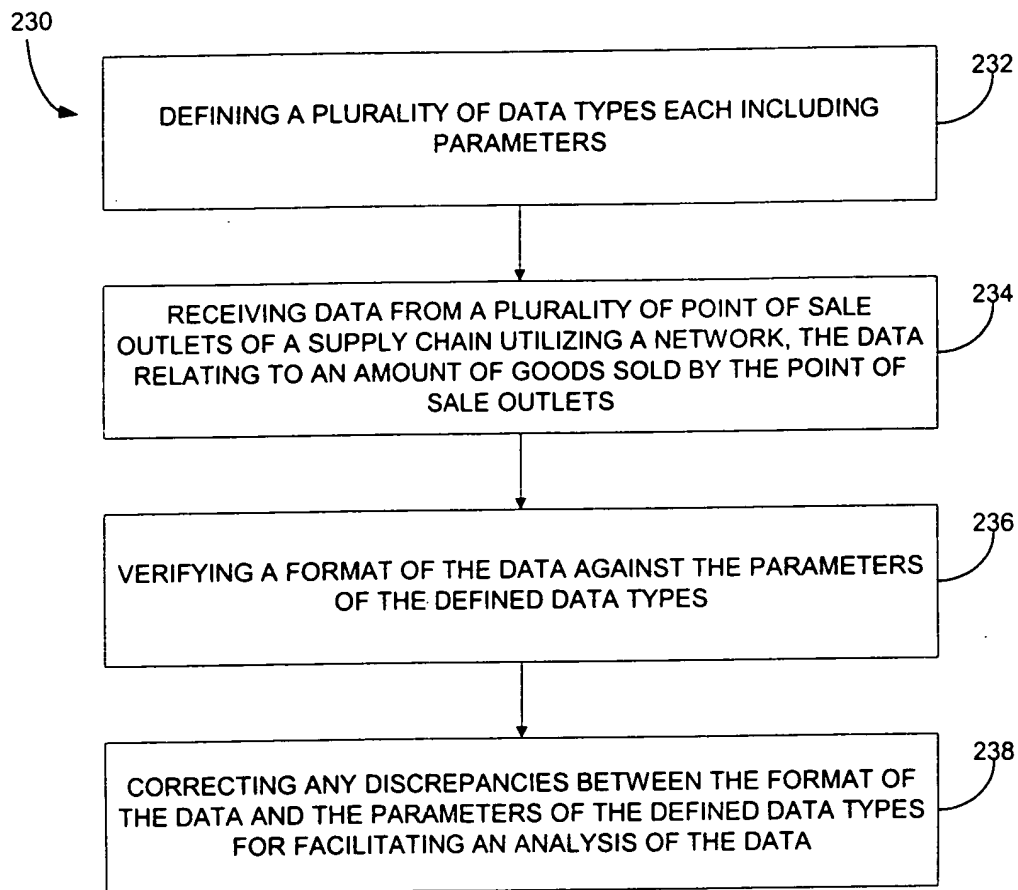 230
232
DEFINING A PLURALITY OF DATA TYPES EACH INCLUDING
PARAMETERS
234
RECEIVING DATA FROM A PLURALITY OF POINT OF SALE
OUTLETS OF A SUPPLY CHAIN UTILIZING A NETWORK, THE DATA
RELATING TO AN AMOUNT OF GOODS SOLD BY THE POINT OF
SALE OUTLETS
236
VERIFYING A FORMAT OF THE DATA AGAINST THE PARAMETERS
OF THE DEFINED DATA TYPES
238
CORRECTING ANY DISCREPANCIES BETWEEN THE FORMAT OF
THE DATA AND THE PARAMETERS OF THE DEFINED DATA TYPES
FOR FACILITATING AN ANALYSIS OF THE DATA